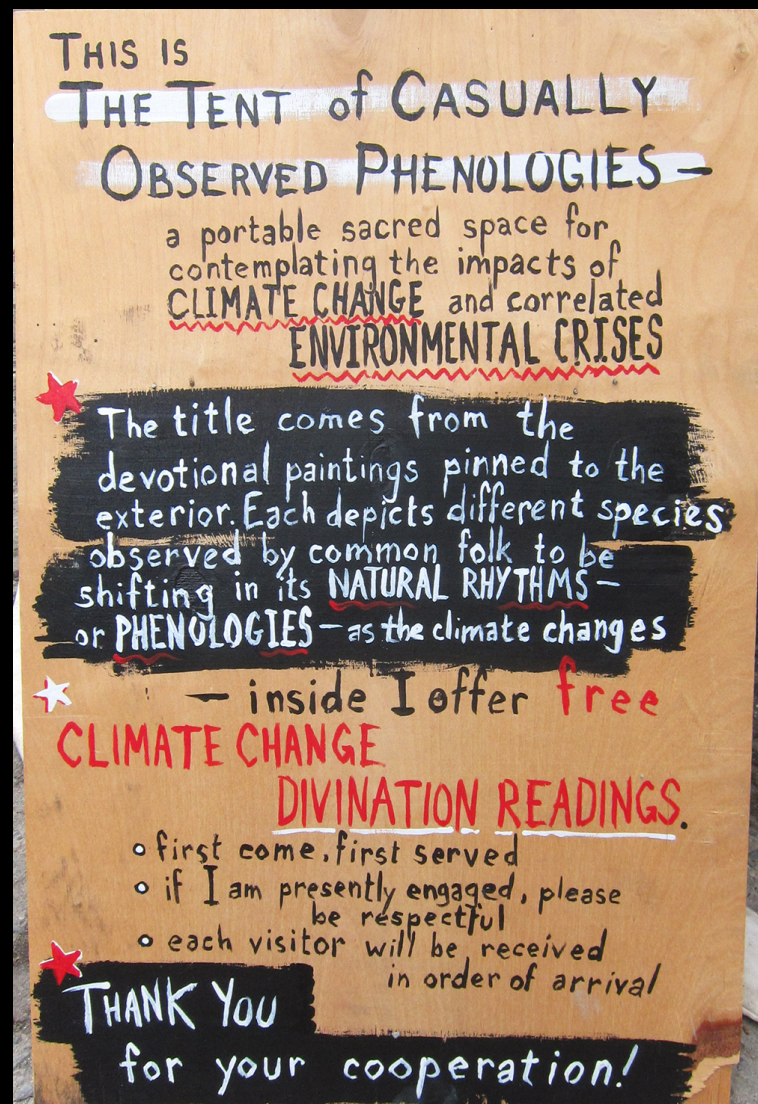 THIS IS
THE TENT of CASUALLY
OBSERVED PHENOLOGIES —
a portable sacred space for
contemplating the impacts of
CLIMATE CHANGE and correlated
ENVIRONMENTAL CRISES
The title comes from the
devotional paintings pinned to the
exterior. Each depicts different species
observed by common folk to be
shifting in its NATURAL RHYTHMS —
or PHENOLOGIES — as the climate changes
— inside I offer free
CLIMATE CHANGE
DIVINATION READINGS.
• first come, first served
• if I am presently engaged, please
be respectful
• each visitor will be received
in order of arrival
THANK YOU
for your cooperation!